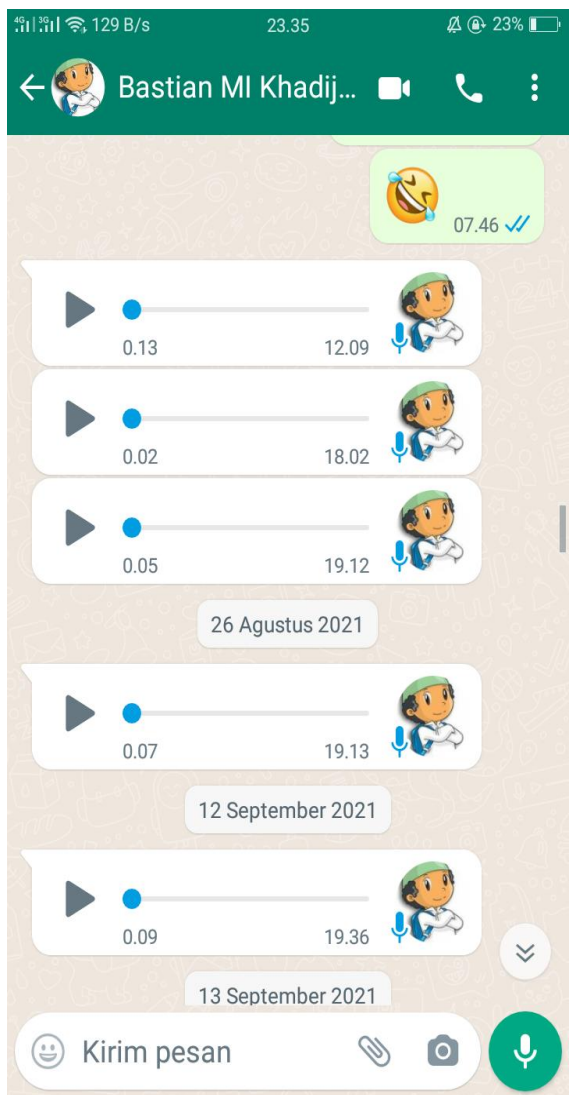 4G 3G 129 B/s 23.35 23%
Bastian MI Khadij...
07.46
0.13 12.09
0.02 18.02
0.05 19.12
26 Agustus 2021
0.07 19.13
12 September 2021
0.09 19.36
13 September 2021
Kirim pesan